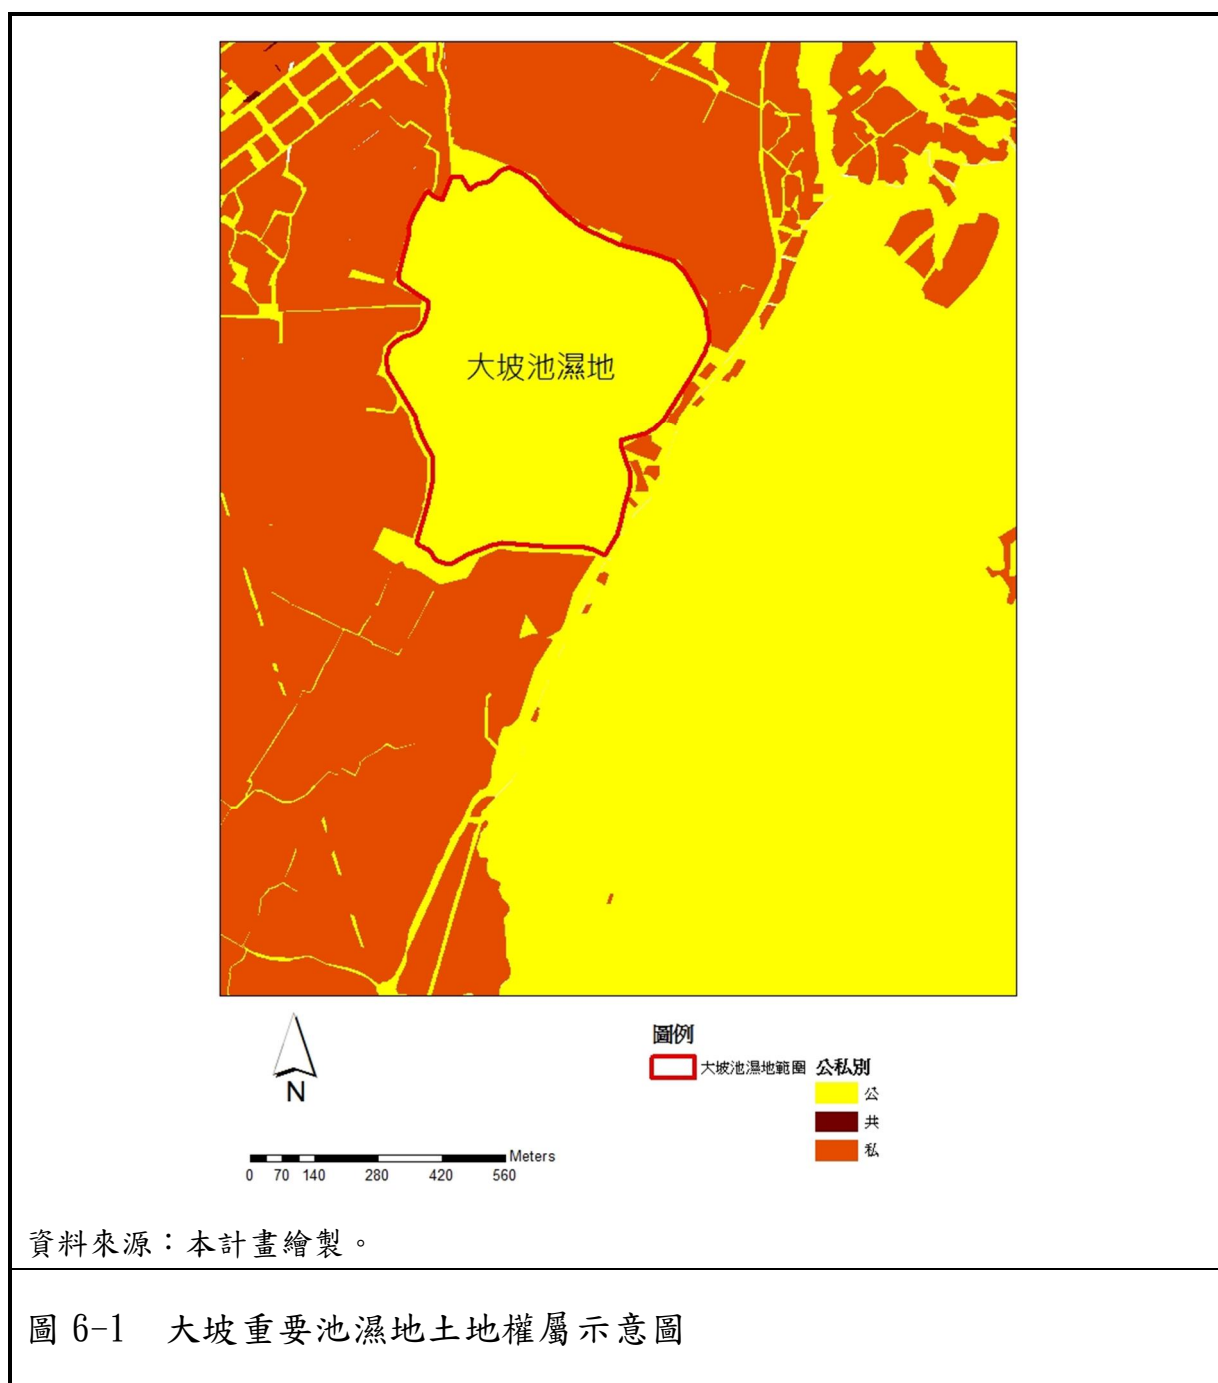 大坡池濕地
N
0 70 140 280 420 560 Meters
圖例
大坡池濕地範圍
公私別
公
共
私
資料來源：本計畫繪製。
圖 6-1 大坡重要池濕地土地權屬示意圖